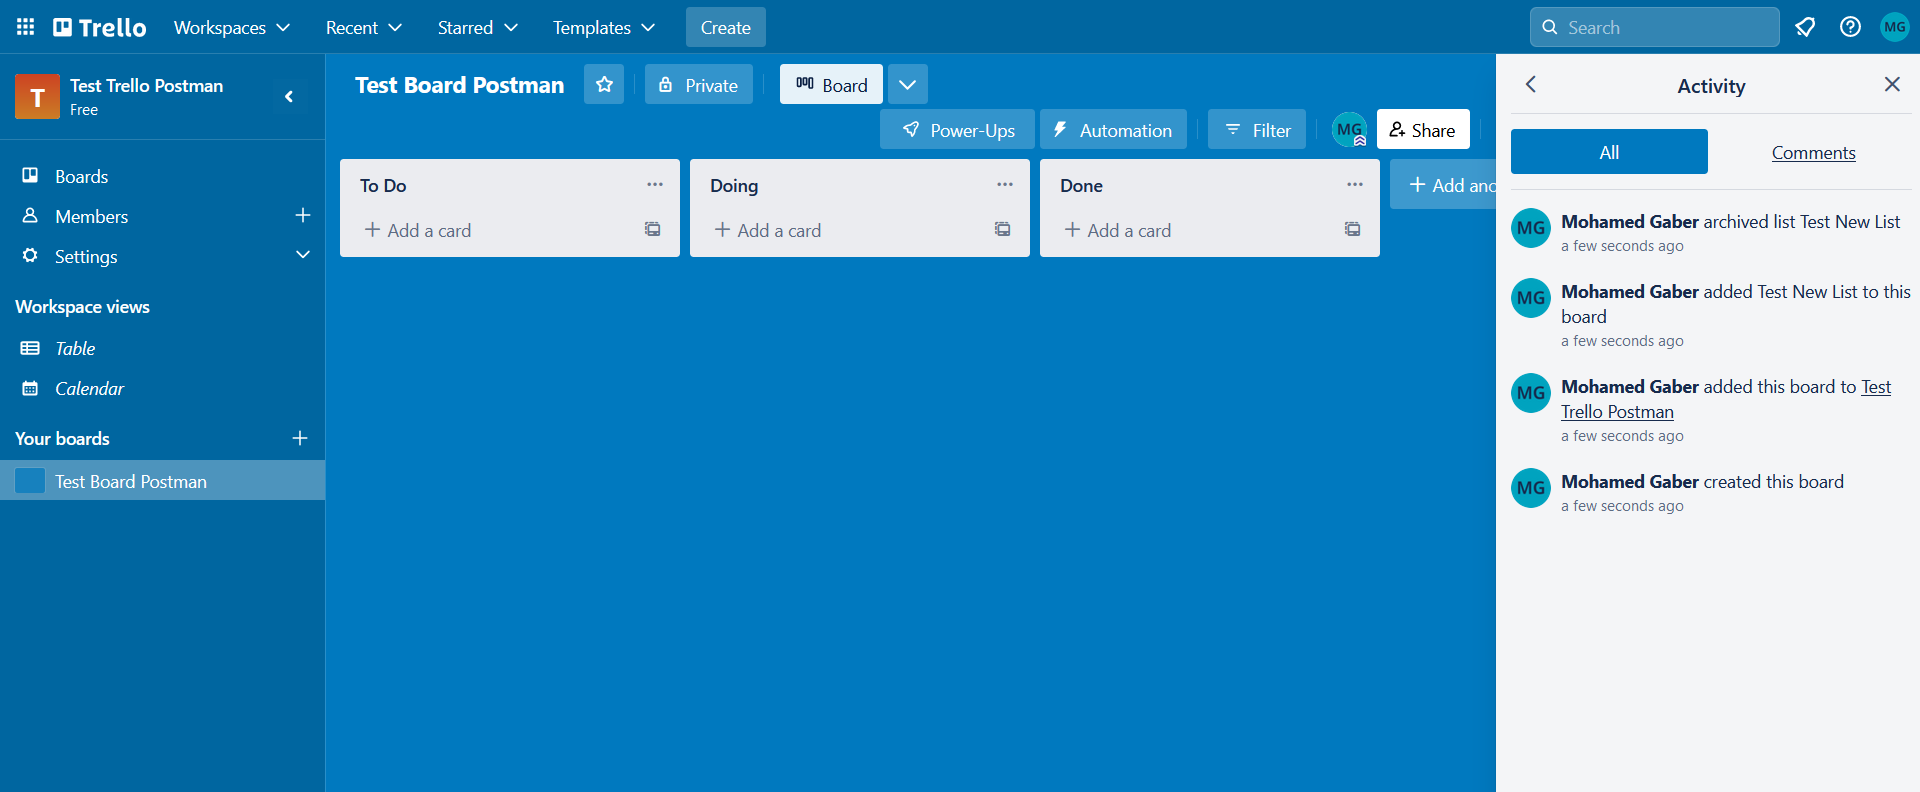 Trello
Workspaces
Recent
Starred
Templates
Create
Search
MG
T
Test Trello Postman
Free
Boards
Members
Settings
Workspace views
Table
Calendar
Your boards
Test Board Postman
Test Board Postman
Private
Board
Power-Ups
Automation
Filter
MG
Share
To Do
Add a card
Doing
Add a card
Done
Add a card
Add ano
Activity
All
Comments
MG
Mohamed Gaber archived list Test New List
a few seconds ago
MG
Mohamed Gaber added Test New List to this
board
a few seconds ago
MG
Mohamed Gaber added this board to Test
Trello Postman
a few seconds ago
MG
Mohamed Gaber created this board
a few seconds ago